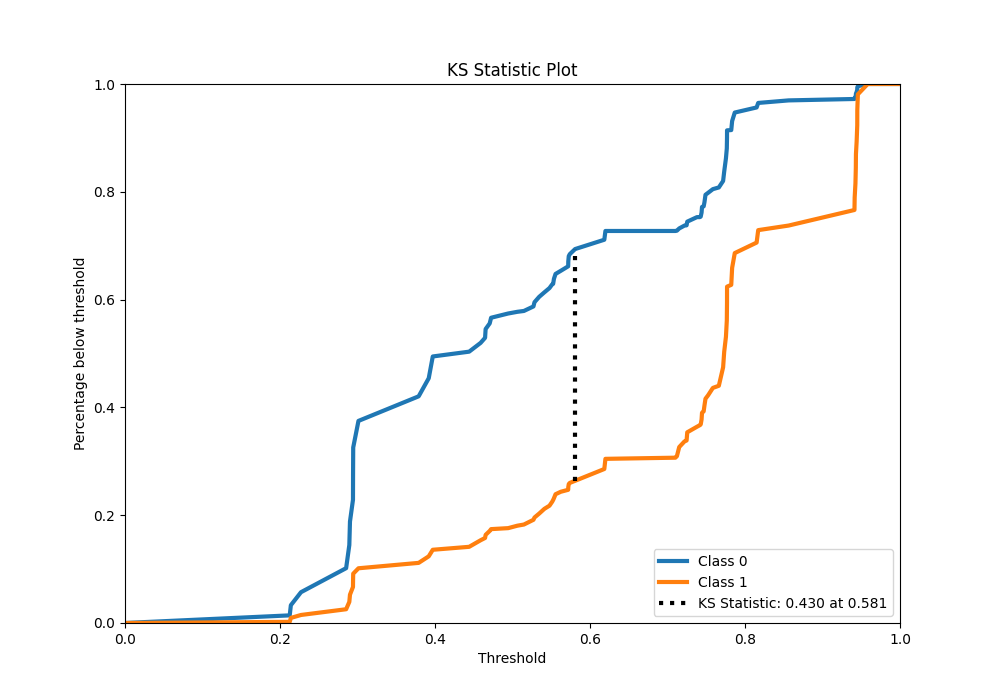 KS Statistic Plot
1.0
0.8
0.6
0.4
0.2
0.0
Percentage below threshold
0.0 0.2 0.4 0.6 0.8 1.0
Threshold
Class 0
Class 1
KS Statistic: 0.430 at 0.581